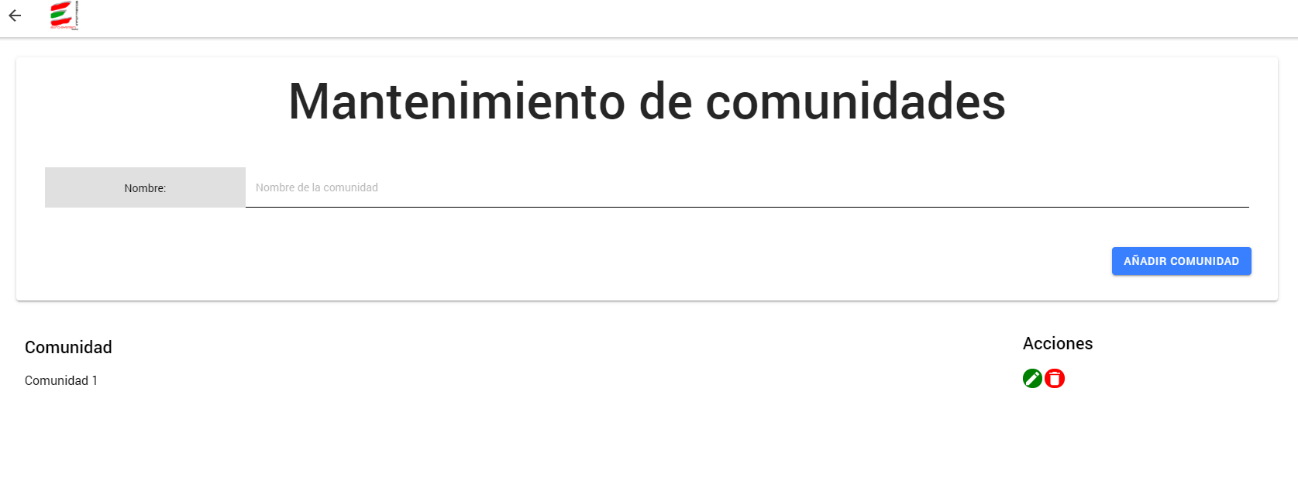 Mantenimiento de comunidades
Nombre:
Nombre de la comunidad
AÑADIR COMUNIDAD
Comunidad
Acciones
Comunidad 1